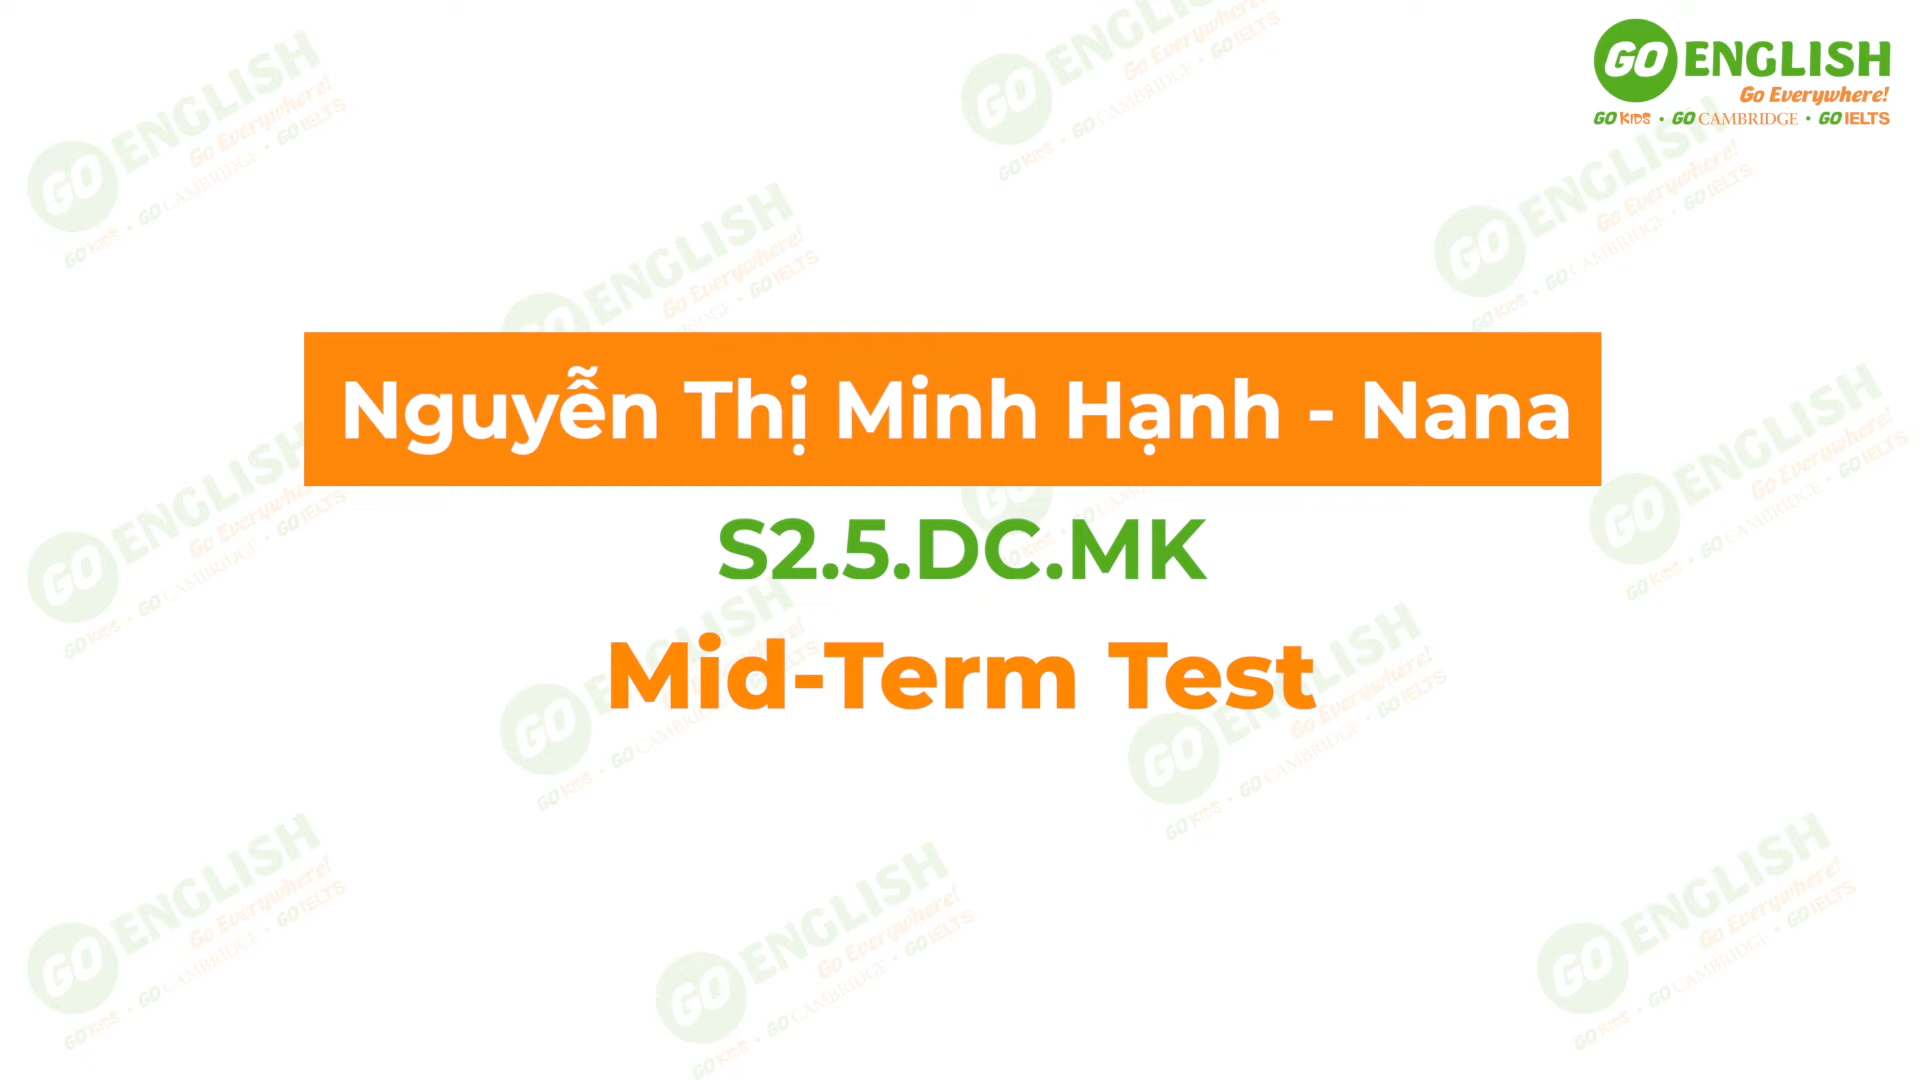 GO ENGLISH
Go Everywhere!
GO KIDS • GO CAMBRIDGE • GO IELTS
Nguyễn Thị Minh Hạnh - Nana
S2.5.DC.MK
Mid-Term Test